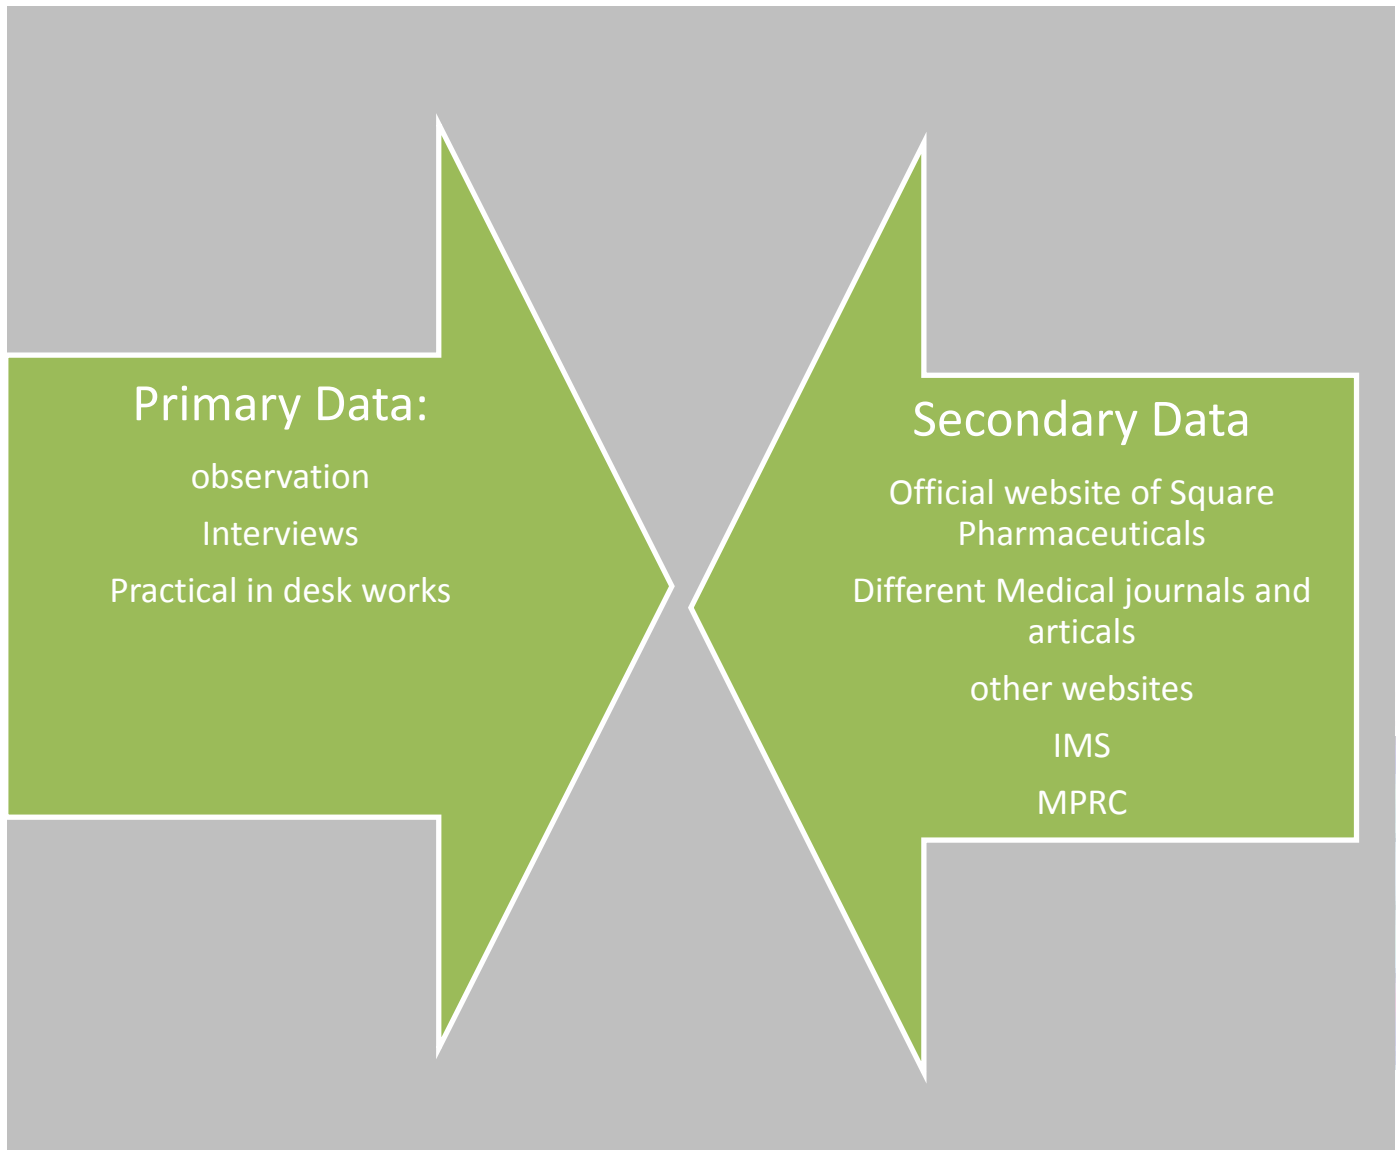 Primary Data:
observation
Interviews
Practical in desk works
Secondary Data
Official website of Square
Pharmaceuticals
Different Medical journals and
articals
other websites
IMS
MPRC